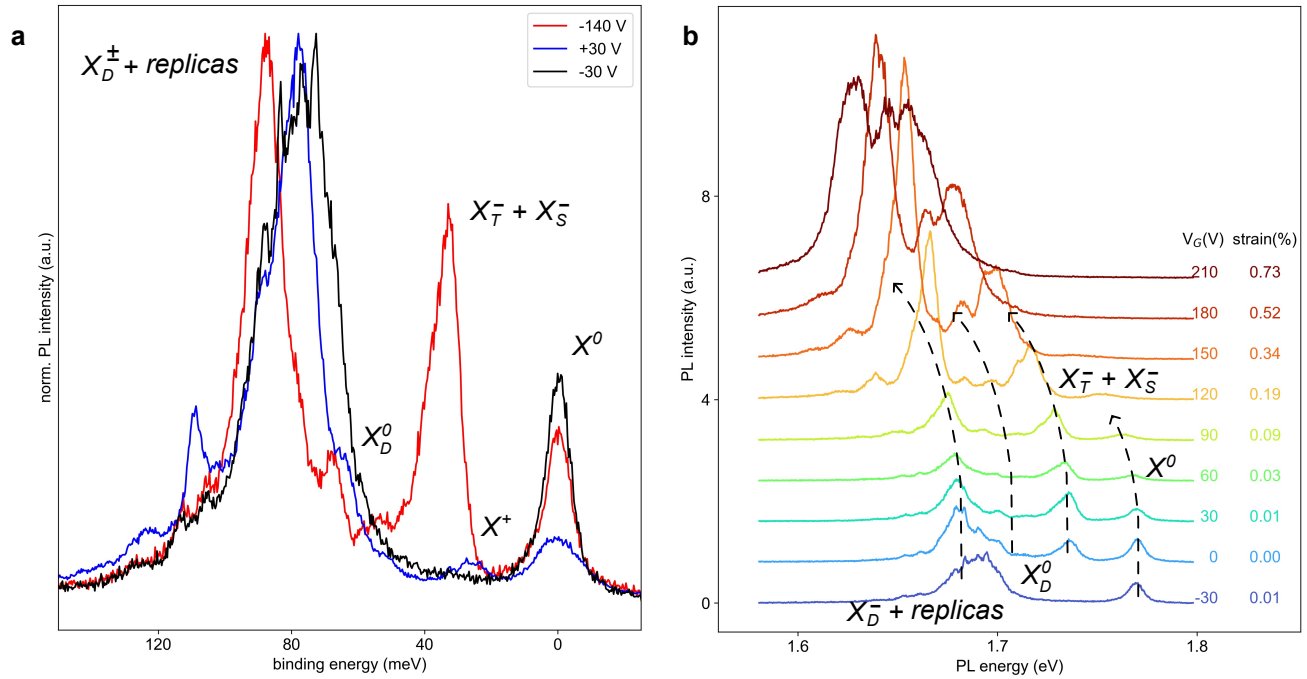 a
-140 V
+30 V
-30 V
X_D^± + replicas
X_T^- + X_S^-
X^0
X_D^0
X^+
norm. PL intensity (a.u.)
120 80 40 0
binding energy (meV)
b
V_G(V) strain(%)
210 0.73
180 0.52
150 0.34
120 0.19
90 0.09
60 0.03
30 0.01
0 0.00
-30 0.01
X_T^- + X_S^-
X^0
X_D^0
X_D^- + replicas
PL intensity (a.u.)
8
4
0
1.6 1.7 1.8
PL energy (eV)